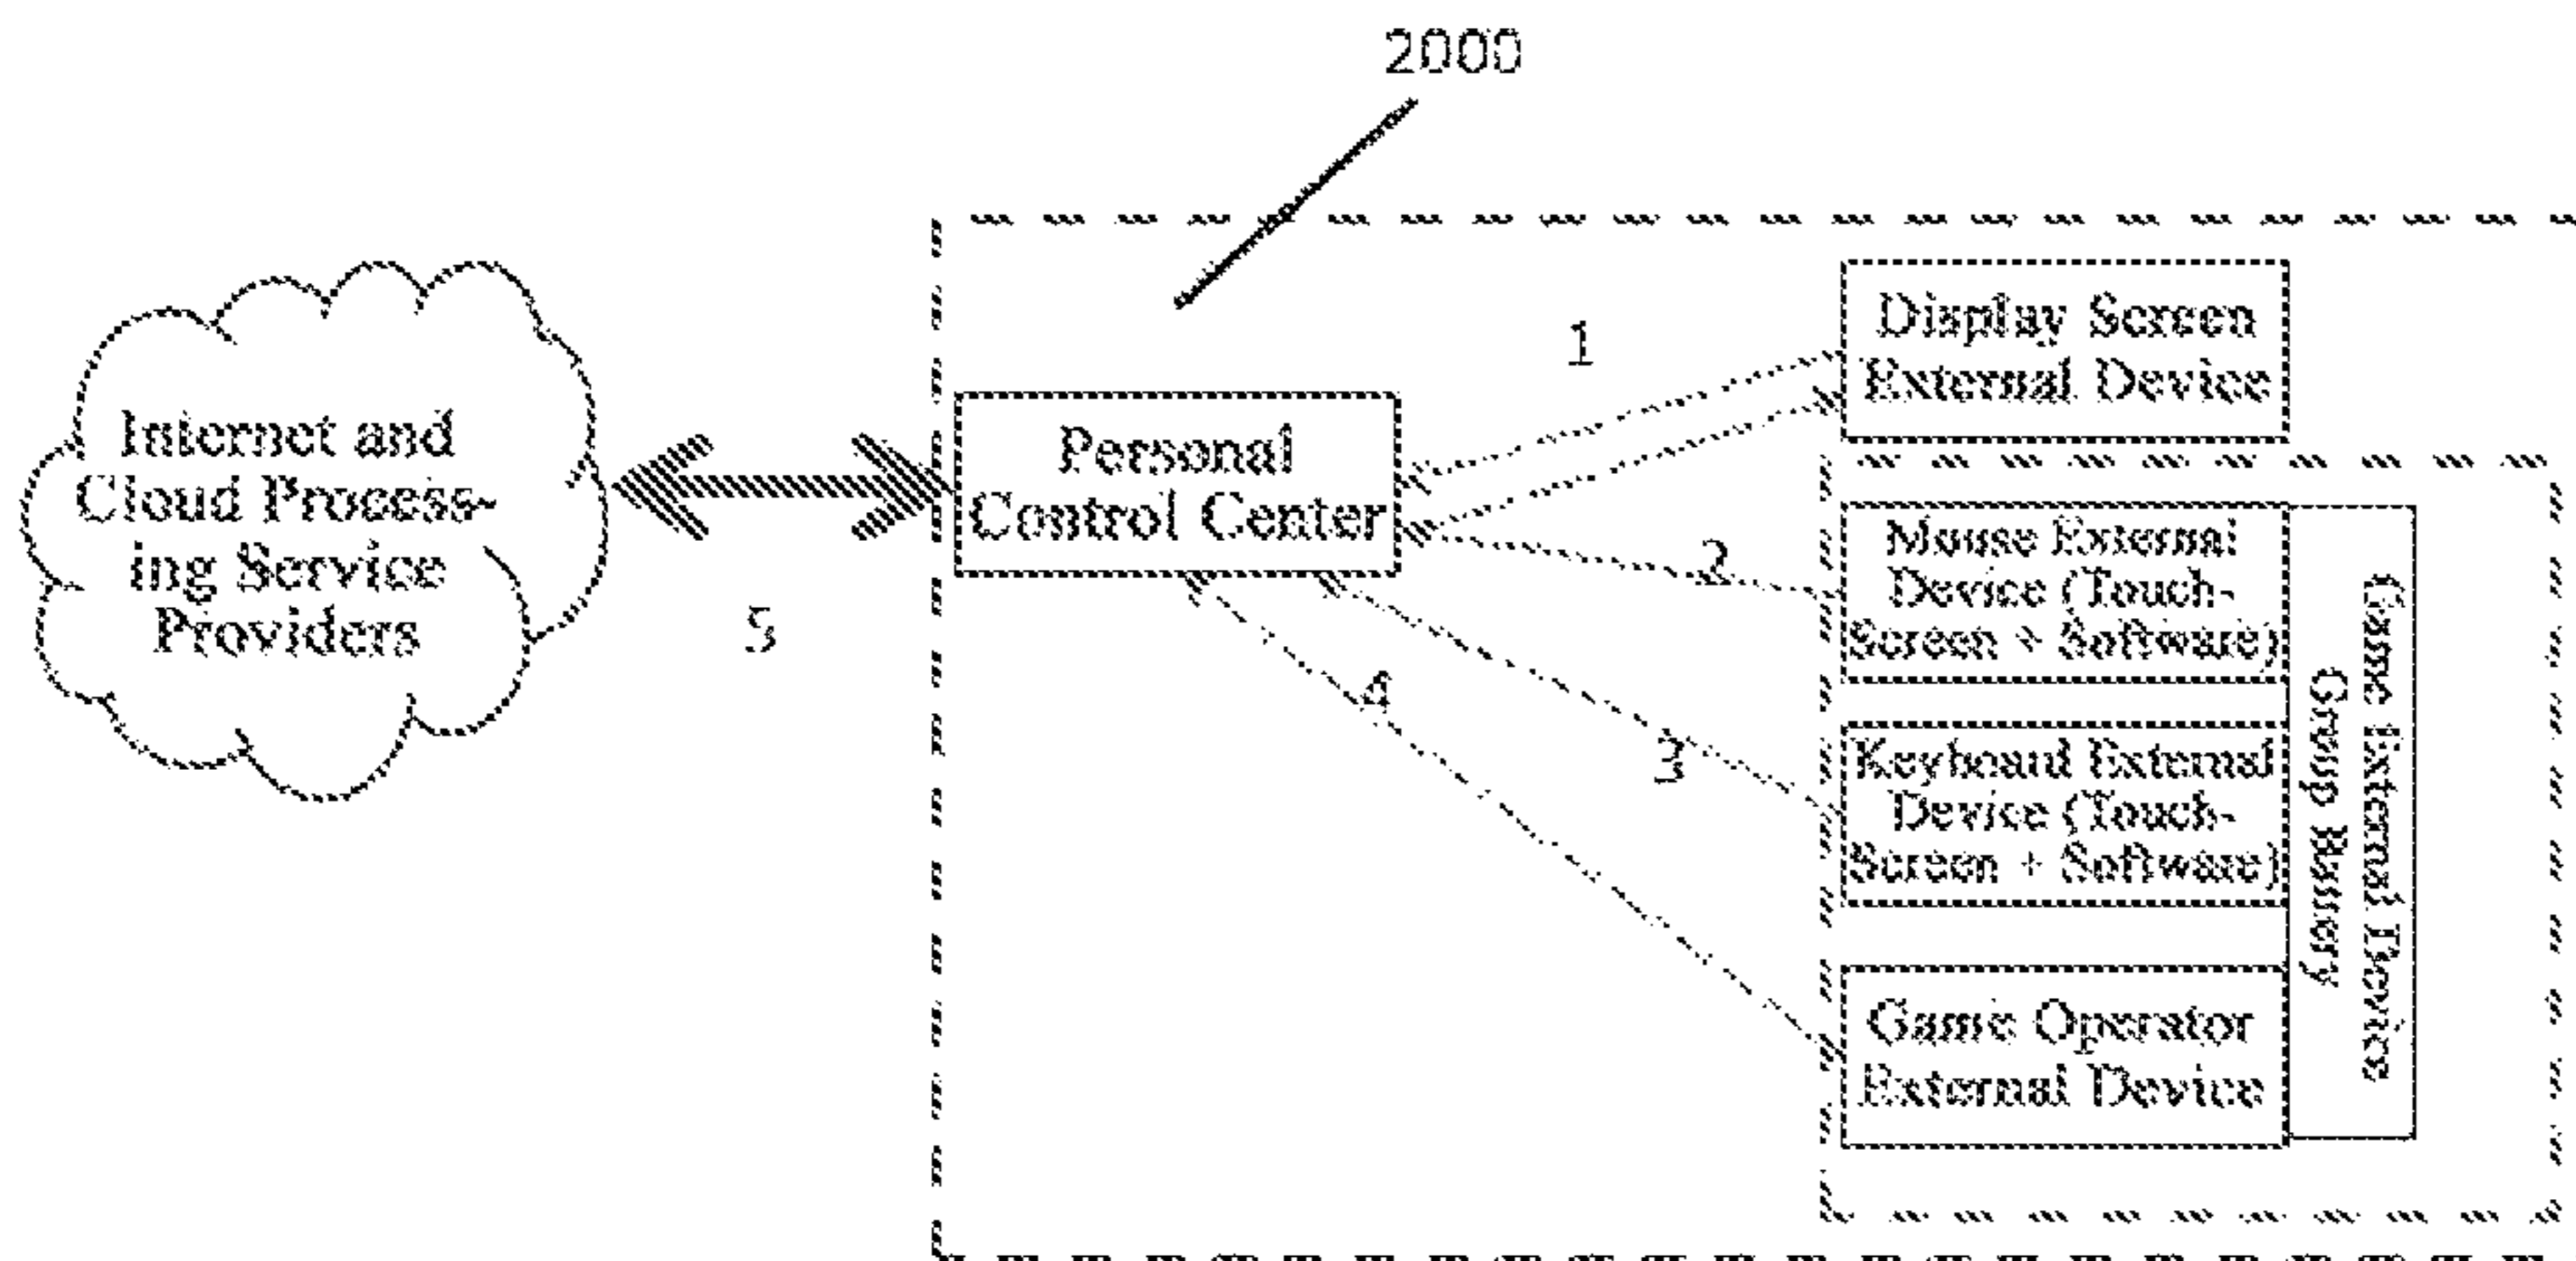 2000
Internet and
Cloud Process-
ing Service
Providers
5
Personal
Control Center
1
2
3
4
Display Screen
External Device
Mouse External
Device (Touch-
Screen + Software)
Keyboard External
Device (Touch-
Screen + Software)
Game Operator
External Device
Game External Device
Group Battery